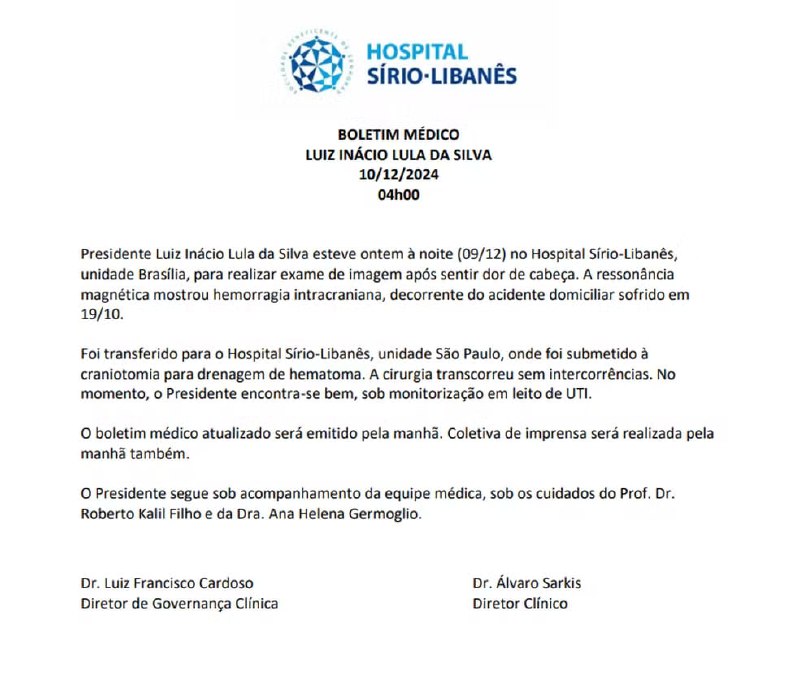 HOSPITAL
SÍRIO·LIBANÊS
BOLETIM MÉDICO
LUIZ INÁCIO LULA DA SILVA
10/12/2024
04h00
Presidente Luiz Inácio Lula da Silva esteve ontem à noite (09/12) no Hospital Sírio-Libanês,
unidade Brasília, para realizar exame de imagem após sentir dor de cabeça. A ressonância
magnética mostrou hemorragia intracraniana, decorrente do acidente domiciliar sofrido em
19/10.
Foi transferido para o Hospital Sírio-Libanês, unidade São Paulo, onde foi submetido à
craniotomia para drenagem de hematoma. A cirurgia transcorreu sem intercorrências. No
momento, o Presidente encontra-se bem, sob monitorização em leito de UTI.
O boletim médico atualizado será emitido pela manhã. Coletiva de imprensa será realizada pela
manhã também.
O Presidente segue sob acompanhamento da equipe médica, sob os cuidados do Prof. Dr.
Roberto Kalil Filho e da Dra. Ana Helena Germoglio.
Dr. Luiz Francisco Cardoso
Diretor de Governança Clínica
Dr. Álvaro Sarkis
Diretor Clínico